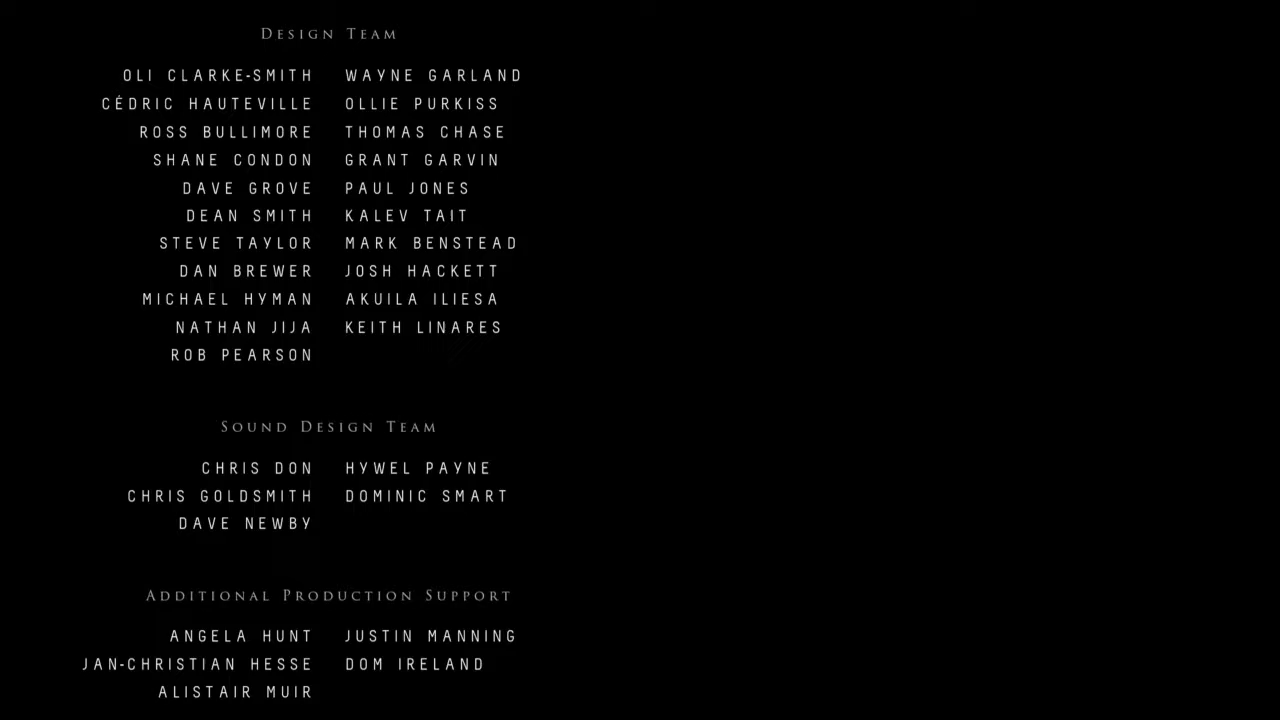 Design Team
OLI CLARKE-SMITH WAYNE GARLAND
CÉDRIC HAUTEVILLE OLLIE PURKISS
ROSS BULLIMORE THOMAS CHASE
SHANE CONDON GRANT GARVIN
DAVE GROVE PAUL JONES
DEAN SMITH KALEV TAIT
STEVE TAYLOR MARK BENSTEAD
DAN BREWER JOSH HACKETT
MICHAEL HYMAN AKUILA ILIESA
NATHAN JIJA KEITH LINARES
ROB PEARSON
Sound Design Team
CHRIS DON HYWEL PAYNE
CHRIS GOLDSMITH DOMINIC SMART
DAVE NEWBY
Additional Production Support
ANGELA HUNT JUSTIN MANNING
JAN-CHRISTIAN HESSE DOM IRELAND
ALISTAIR MUIR